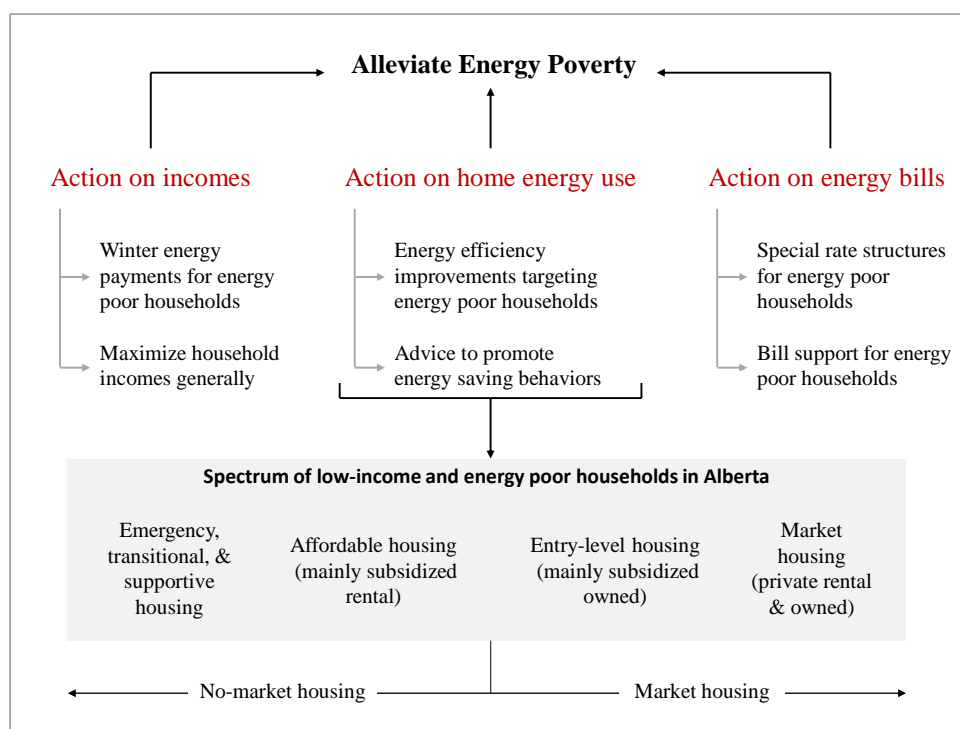 Alleviate Energy Poverty
Action on incomes
Winter energy
payments for energy
poor households
Maximize household
incomes generally
Action on home energy use
Energy efficiency
improvements targeting
energy poor households
Advice to promote
energy saving behaviors
Action on energy bills
Special rate structures
for energy poor
households
Bill support for energy
poor households
Spectrum of low-income and energy poor households in Alberta
Emergency,
transitional, &
supportive
housing
Affordable housing
(mainly subsidized
rental)
Entry-level housing
(mainly subsidized
owned)
Market
housing
(private rental
& owned)
No-market housing
Market housing